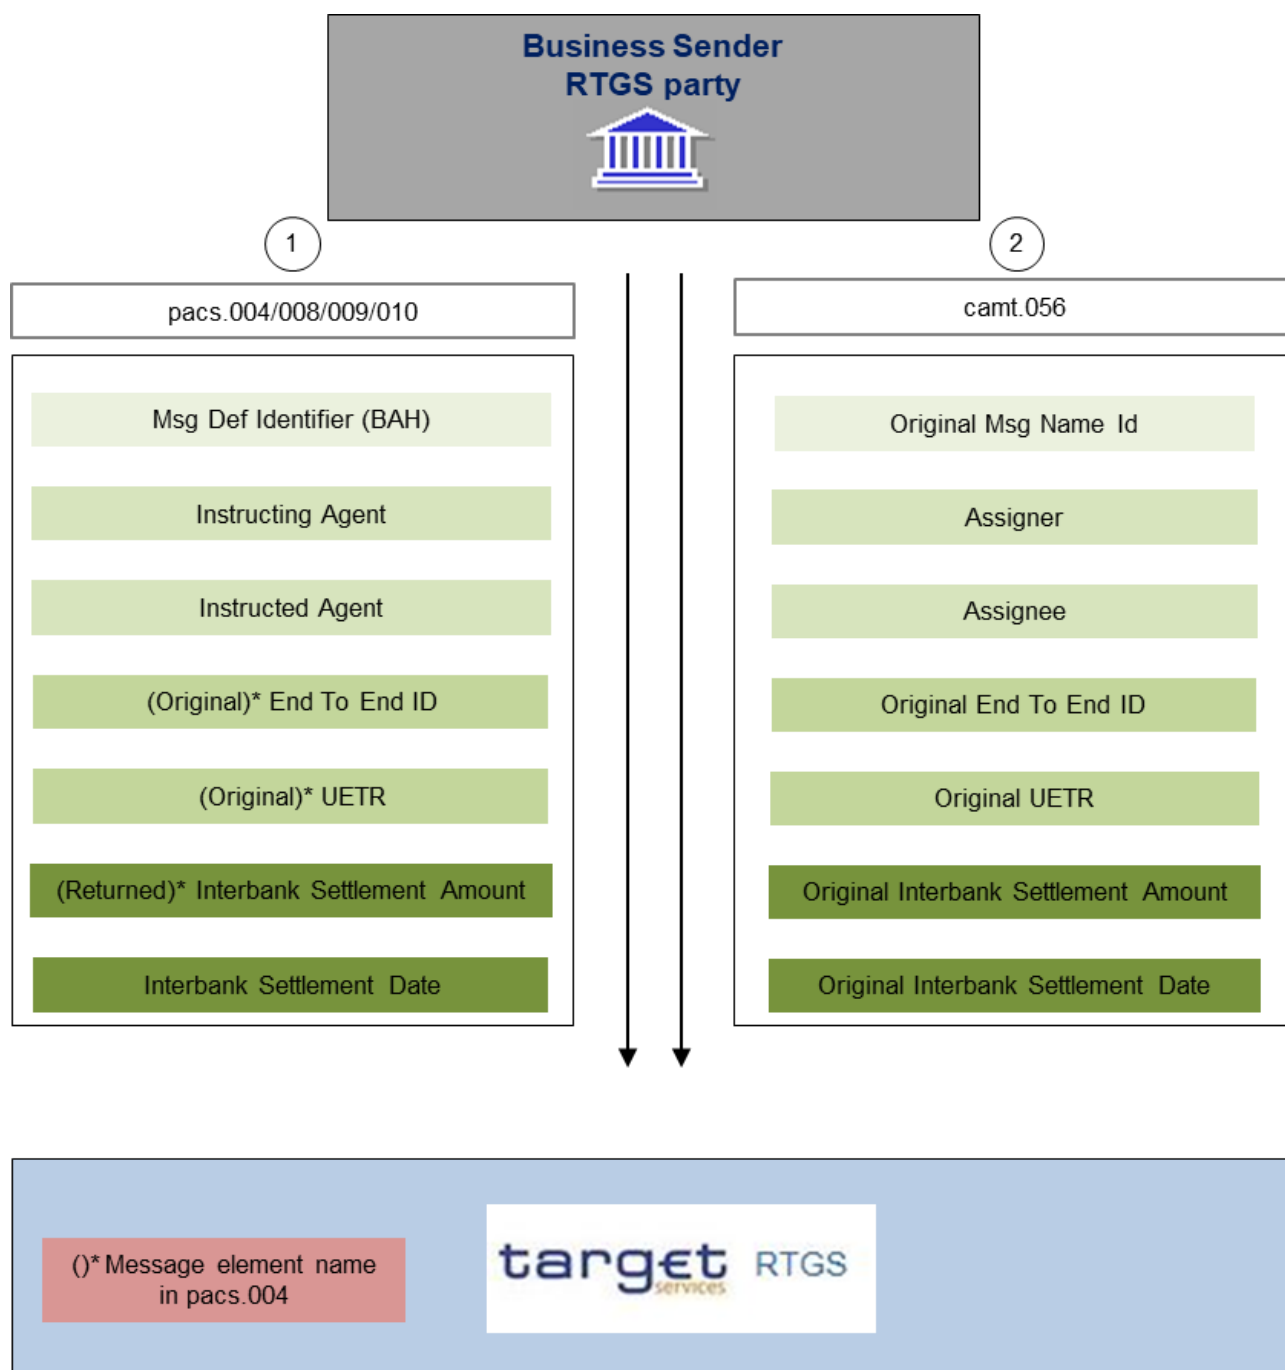 Business Sender
RTGS party
1
2
pacs.004/008/009/010
camt.056
Msg Def Identifier (BAH)
Original Msg Name Id
Instructing Agent
Assigner
Instructed Agent
Assignee
(Original)* End To End ID
Original End To End ID
(Original)* UETR
Original UETR
(Returned)* Interbank Settlement Amount
Original Interbank Settlement Amount
Interbank Settlement Date
Original Interbank Settlement Date
()* Message element name
in pacs.004
target RTGS
services